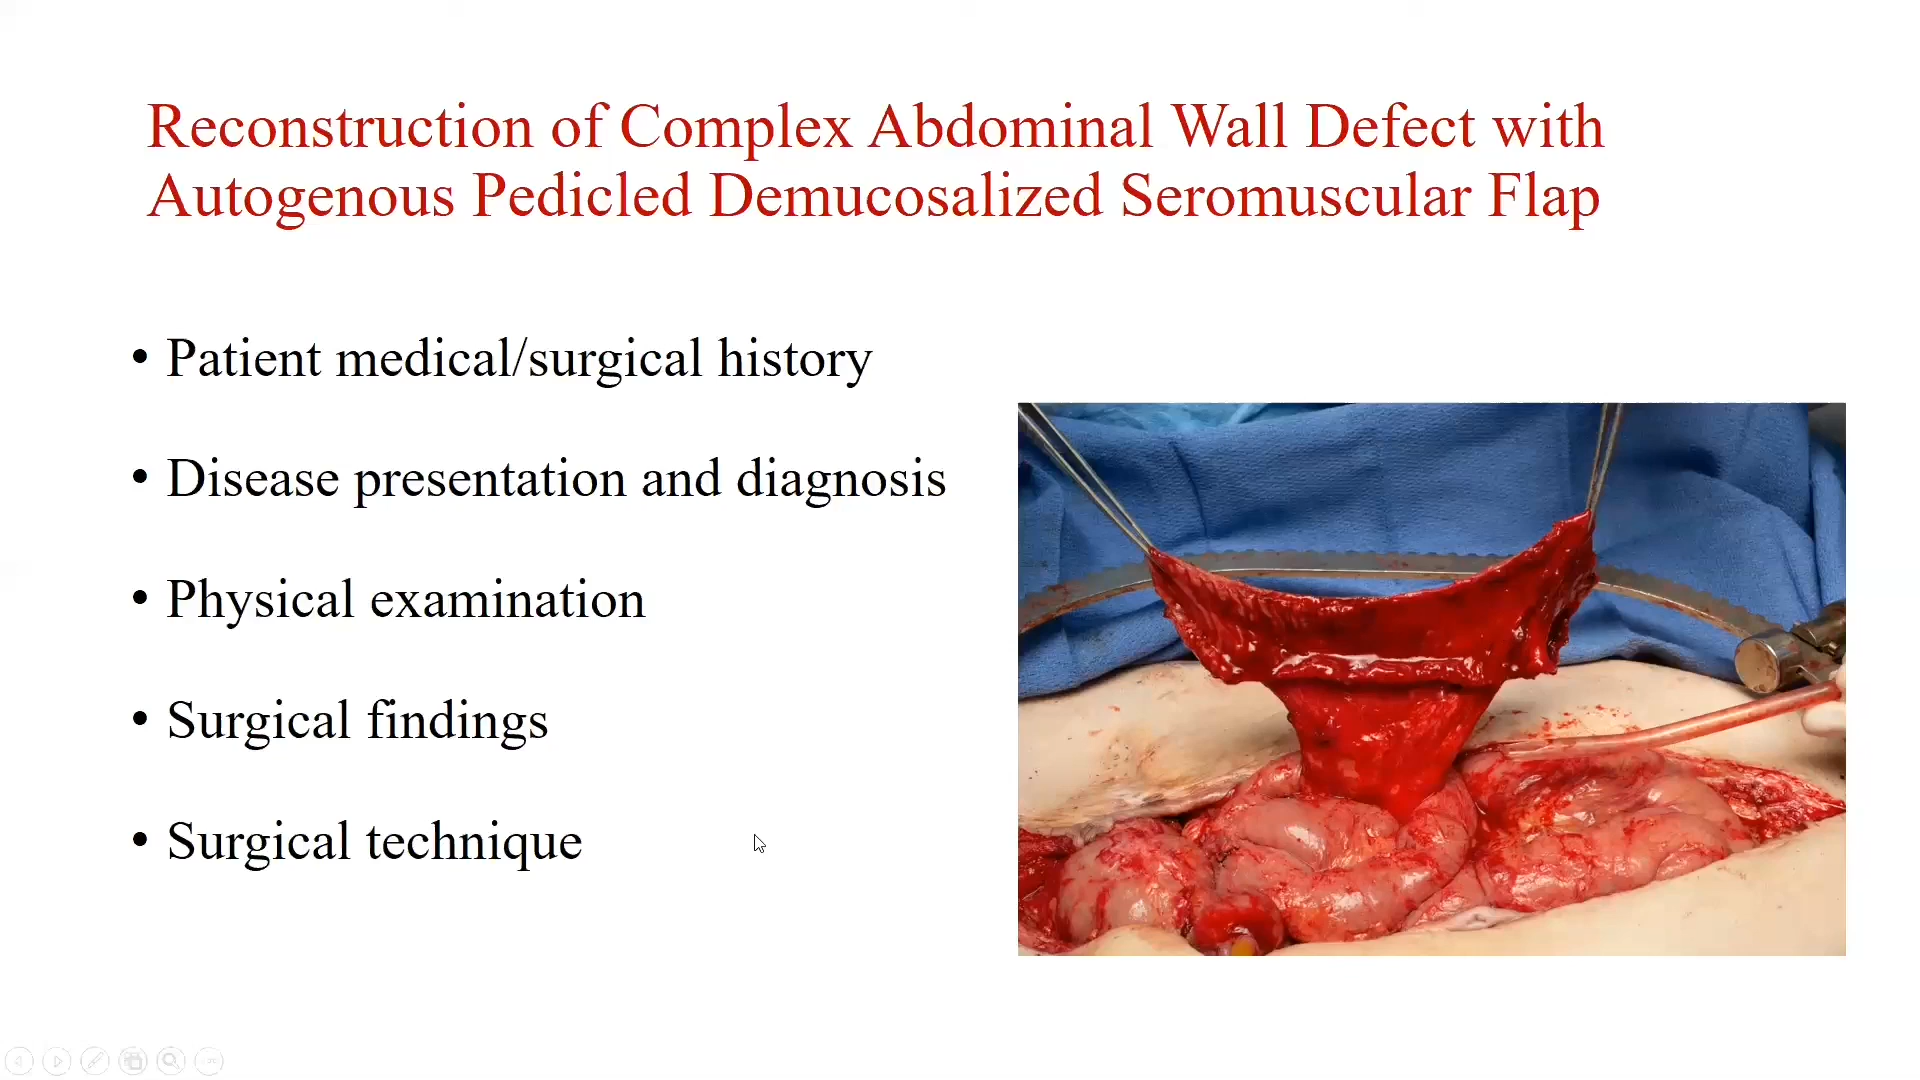 Reconstruction of Complex Abdominal Wall Defect with
Autogenous Pedicled Demucosalized Seromuscular Flap
• Patient medical/surgical history
• Disease presentation and diagnosis
• Physical examination
• Surgical findings
• Surgical technique